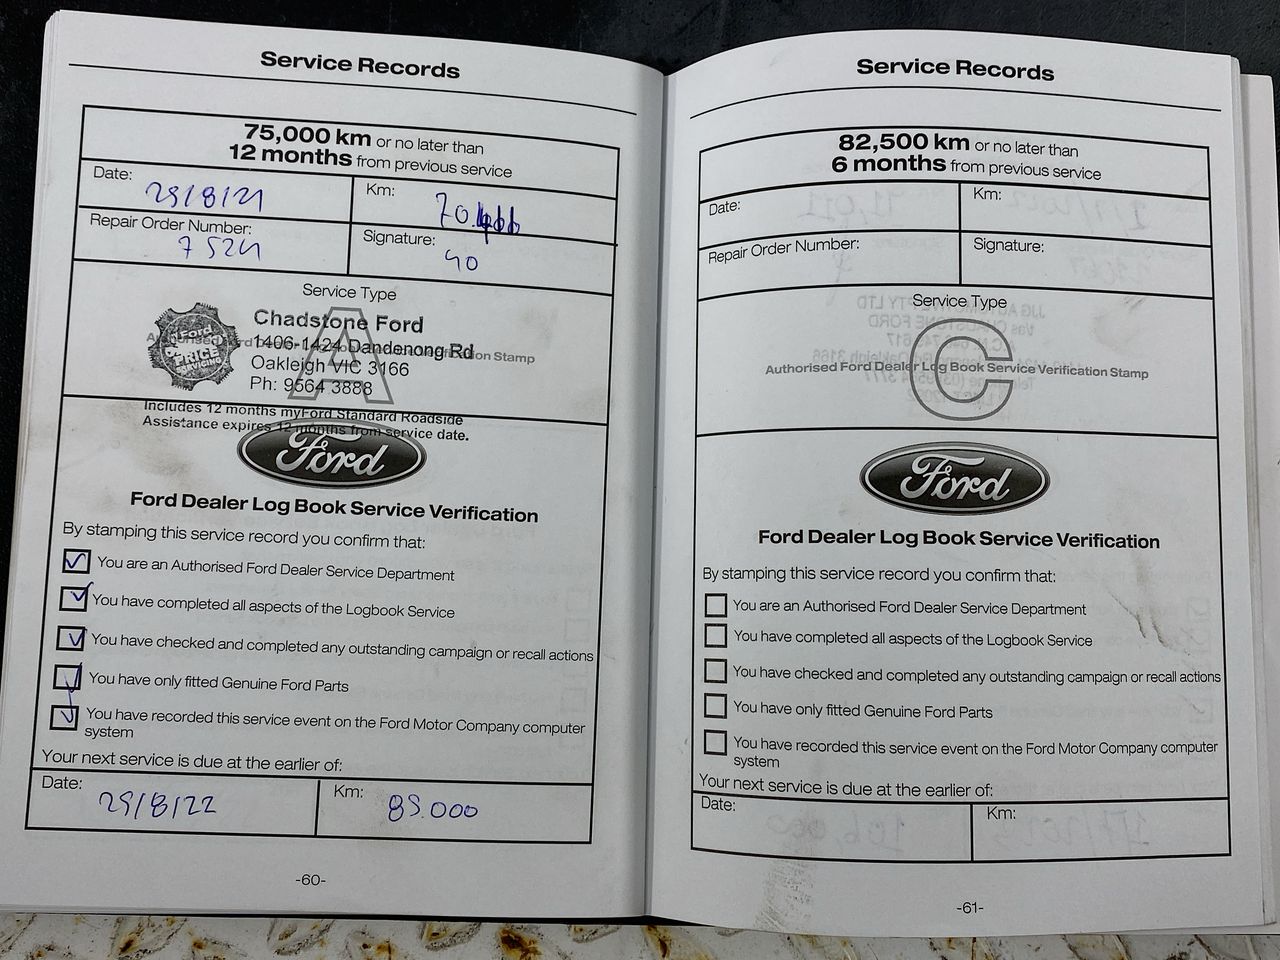 Service Records
75,000 km or no later than
12 months from previous service
Date:
Km:
Repair Order Number:
7524
Signature:
Service Type
A
Authorised Ford Dealer Log Book Service Verification Stamp
Ford
PRICE
Chadstone Ford
1406-1424 Dandenong Rd
Oakleigh VIC 3166
Ph: 9564 3888
Includes 12 months myFord Standard Roadside
Assistance expires 12 months from service date.
Ford
Ford Dealer Log Book Service Verification
By stamping this service record you confirm that:
You are an Authorised Ford Dealer Service Department
You have completed all aspects of the Logbook Service
You have checked and completed any outstanding campaign or recall actions
You have only fitted Genuine Ford Parts
You have recorded this service event on the Ford Motor Company computer
system
Your next service is due at the earlier of:
Date:
29/8/22
Km:
85.000
-60-
Service Records
82,500 km or no later than
6 months from previous service
Date:
Km:
Repair Order Number:
Signature:
Service Type
C
Authorised Ford Dealer Log Book Service Verification Stamp
Ford
Ford Dealer Log Book Service Verification
By stamping this service record you confirm that:
You are an Authorised Ford Dealer Service Department
You have completed all aspects of the Logbook Service
You have checked and completed any outstanding campaign or recall actions
You have only fitted Genuine Ford Parts
You have recorded this service event on the Ford Motor Company computer
system
Your next service is due at the earlier of:
Date:
Km:
-61-